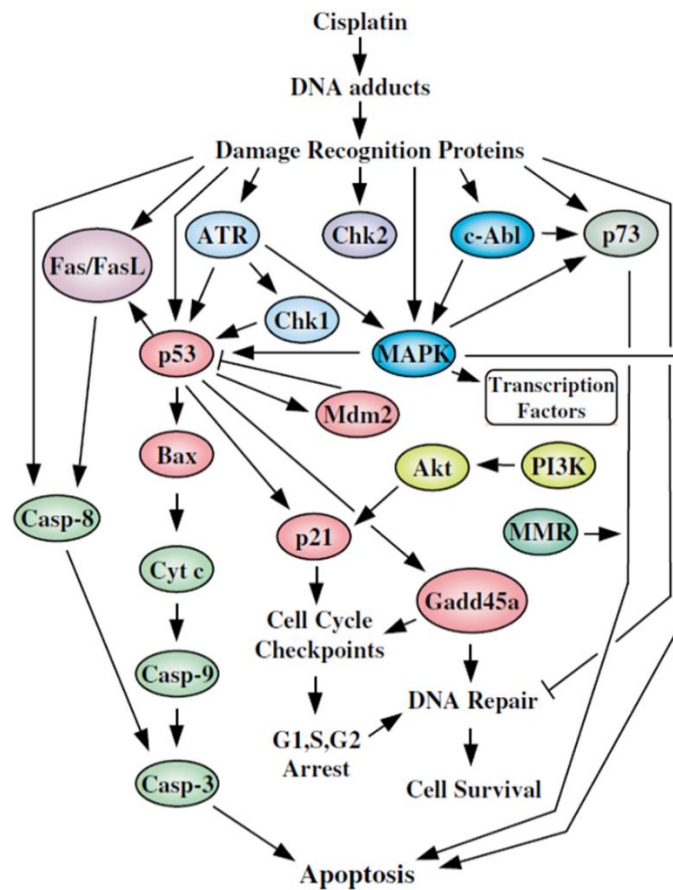 Cisplatin
DNA adducts
Damage Recognition Proteins
ATR
Chk2
c-Abl
p73
Fas/FasL
Chk1
p53
MAPK
Mdm2
Transcription
Factors
Bax
Akt
PI3K
Casp-8
p21
MMR
Cyt c
Gadd45a
Cell Cycle
Checkpoints
Casp-9
DNA Repair
G1,S,G2
Arrest
Casp-3
Cell Survival
Apoptosis